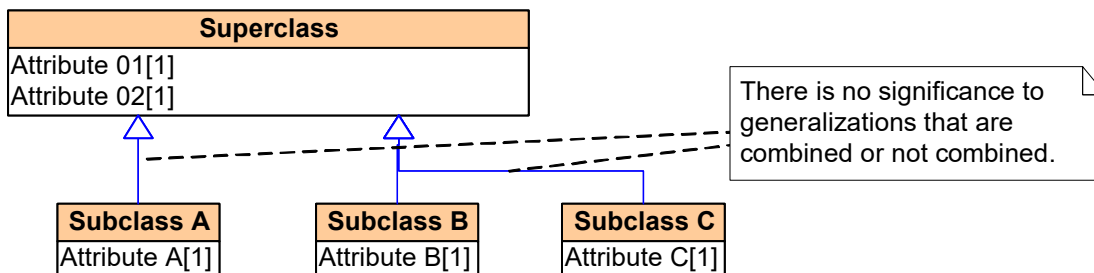 Superclass
Attribute 01[1]
Attribute 02[1]
There is no significance to
generalizations that are
combined or not combined.
Subclass A
Attribute A[1]
Subclass B
Attribute B[1]
Subclass C
Attribute C[1]